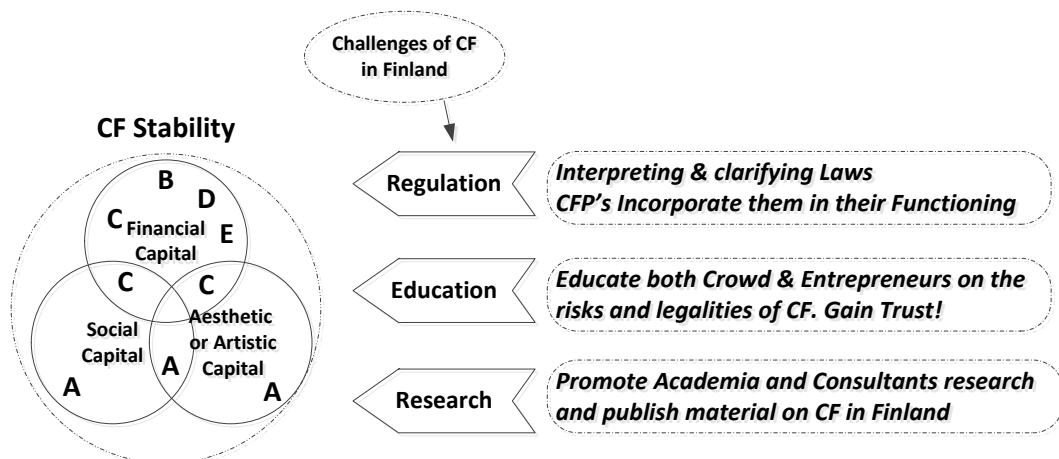 Challenges of CF
in Finland
CF Stability
B
D
C
E
Financial
Capital
C
C
Social
Capital
Aesthetic
or Artistic
Capital
A
A
A
Regulation
Interpreting & clarifying Laws
CFP's Incorporate them in their Functioning
Education
Educate both Crowd & Entrepreneurs on the
risks and legalities of CF. Gain Trust!
Research
Promote Academia and Consultants research
and publish material on CF in Finland